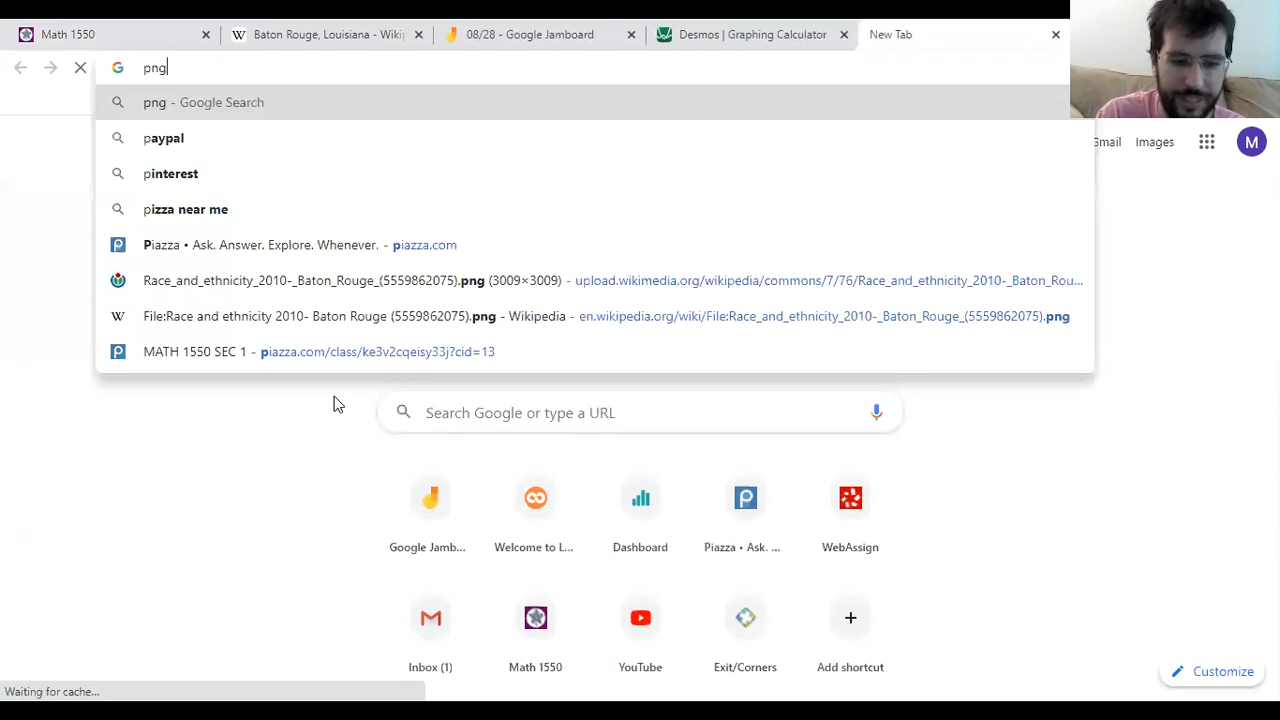 Math 1550
Baton Rouge, Louisiana - Wiki
08/28 - Google Jamboard
Desmos | Graphing Calculator
New Tab
png
png - Google Search
paypal
pinterest
pizza near me
Piazza • Ask. Answer. Explore. Whenever. - piazza.com
Race_and_ethnicity_2010-_Baton_Rouge_(5559862075).png (3009×3009) - upload.wikimedia.org/wikipedia/commons/7/76/Race_and_ethnicity_2010-_Baton_Rou...
File:Race and ethnicity 2010- Baton Rouge (5559862075).png - Wikipedia - en.wikipedia.org/wiki/File:Race_and_ethnicity_2010-_Baton_Rouge_(5559862075).png
MATH 1550 SEC 1 - piazza.com/class/ke3v2cqeisy33j?cid=13
Gmail Images M
Search Google or type a URL
Google Jamb... Welcome to L... Dashboard Piazza • Ask. ... WebAssign
Inbox (1) Math 1550 YouTube Exit/Corners Add shortcut
Customize
Waiting for cache...